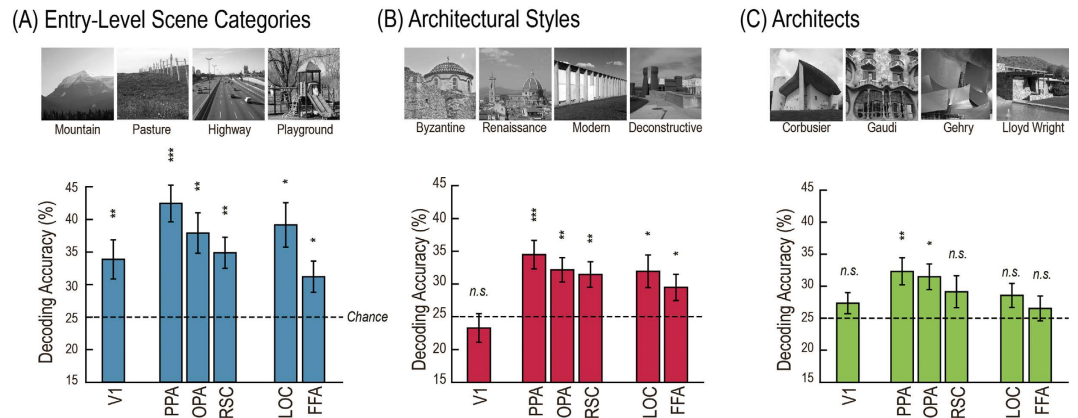 (A) Entry-Level Scene Categories
Mountain Pasture Highway Playground
Decoding Accuracy (%)
45
40
35
30
25
20
15
**
***
**
**
*
*
Chance
V1 PPA OPA RSC LOC FFA
(B) Architectural Styles
Byzantine Renaissance Modern Deconstructive
Decoding Accuracy (%)
45
40
35
30
25
20
15
n.s.
***
**
**
*
*
V1 PPA OPA RSC LOC FFA
(C) Architects
Corbusier Gaudi Gehry Lloyd Wright
Decoding Accuracy (%)
45
40
35
30
25
20
15
n.s.
**
*
n.s.
n.s.
n.s.
V1 PPA OPA RSC LOC FFA